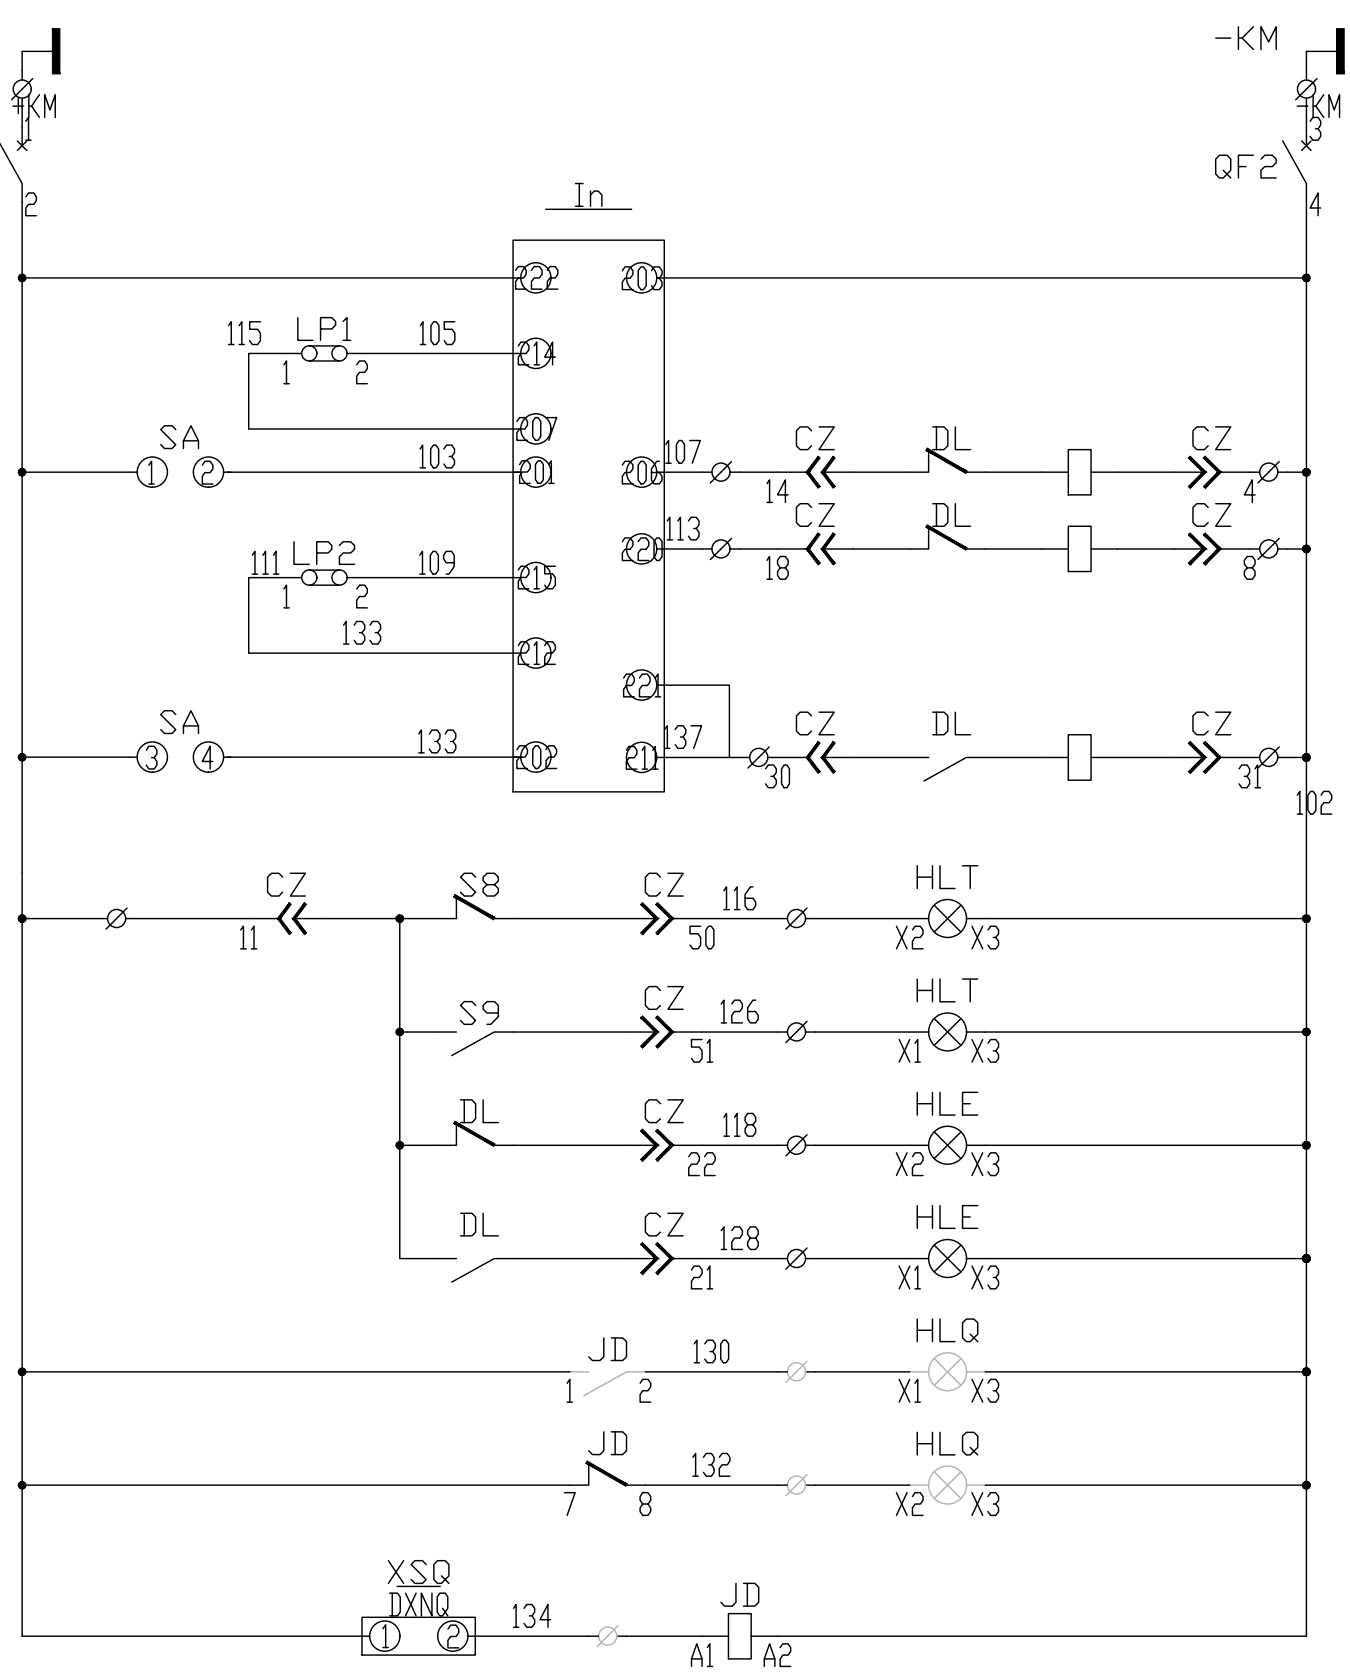 -KM
+KM
-KM
1
3
QF2
2
4
In
222
203
115
LP1
105
1
2
214
207
SA
103
107
CZ
DL
CZ
1
2
201
206
14
4
CZ
DL
CZ
113
220
18
8
111
LP2
109
1
2
215
133
212
221
SA
133
137
CZ
DL
CZ
3
4
202
211
30
31
102
CZ
S8
CZ
116
HLT
11
50
X2
X3
S9
CZ
126
HLT
51
X1
X3
DL
CZ
118
HLE
22
X2
X3
DL
CZ
128
HLE
21
X1
X3
JD
130
HLQ
1
2
X1
X3
JD
132
HLQ
7
8
X2
X3
XSQ
DXNQ
134
JD
1
2
A1
A2